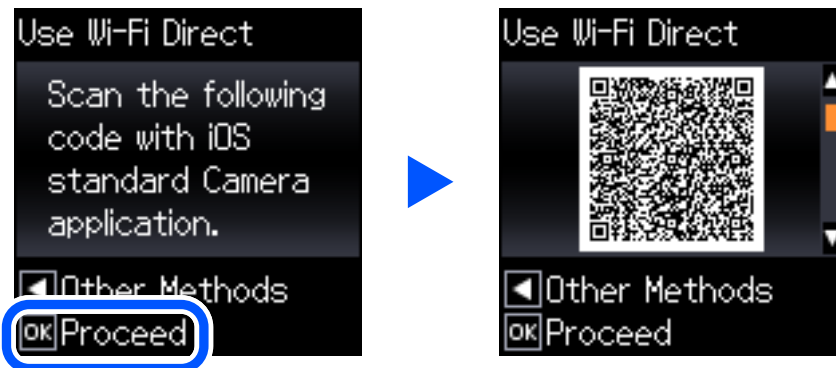 Use Wi-Fi Direct
Scan the following
code with iOS
standard Camera
application.
Other Methods
OK Proceed
Use Wi-Fi Direct
Other Methods
OK Proceed